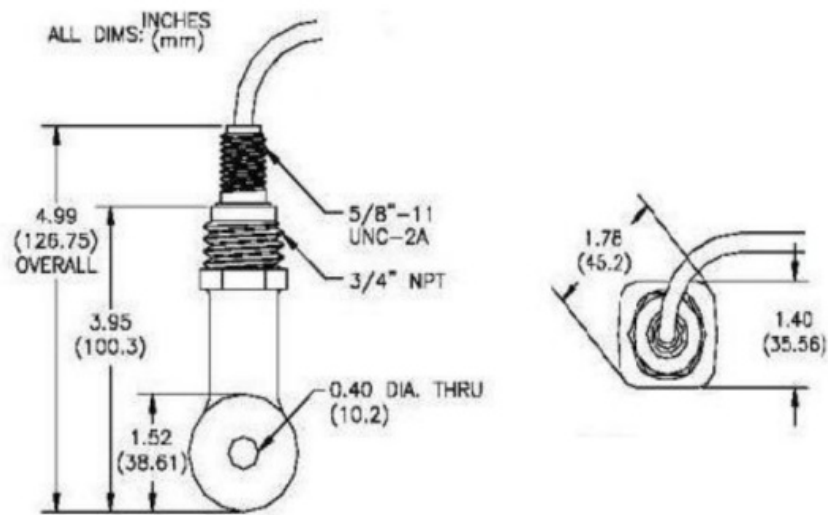 ALL DIMS: INCHES
(mm)
4.99
(126.75)
OVERALL
5/8"-11
UNC-2A
3/4" NPT
3.95
(100.3)
0.40 DIA. THRU
(10.2)
1.52
(38.61)
1.78
(45.2)
1.40
(35.56)